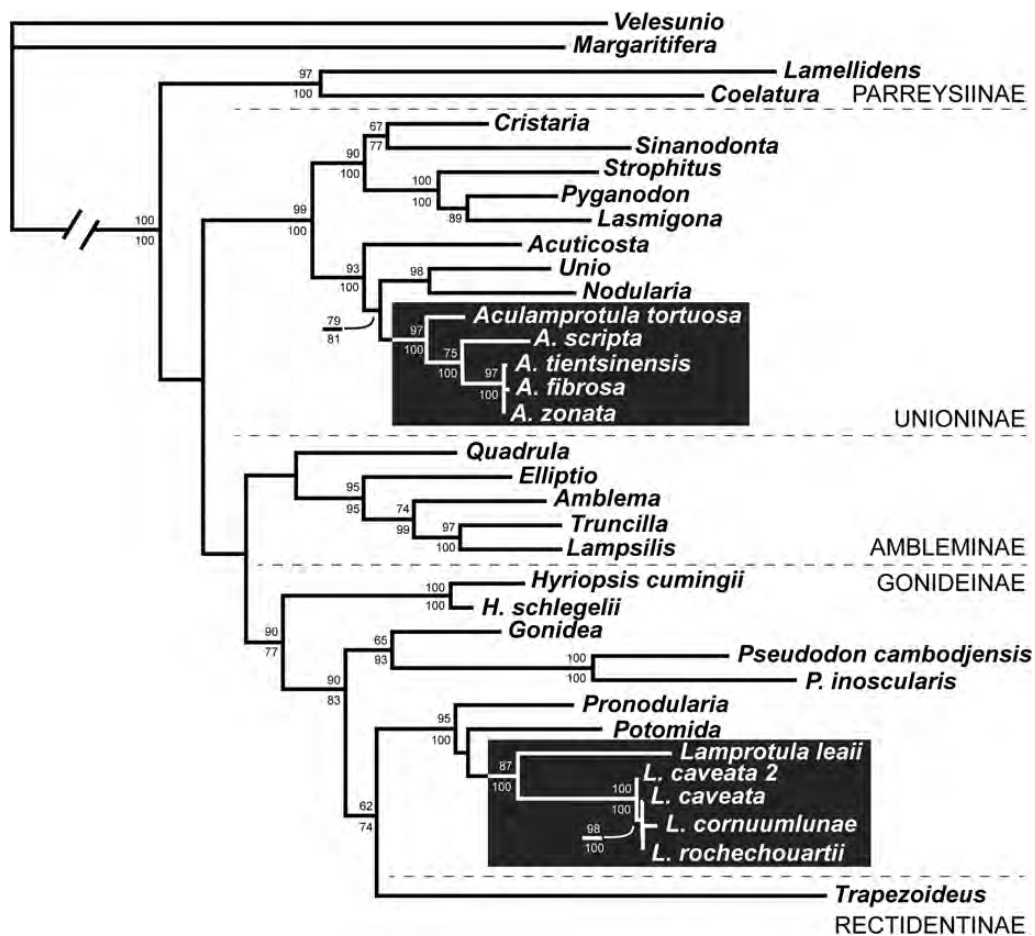 Velesunio
Margaritifera
97
100
Lamellidens
Coelatura
PARREYSIINAE
67
77
Cristaria
Sinanodonta
90
100
100
100
Strophitus
Pyganodon
89
Lasmigona
99
100
100
100
93
100
Acuticosta
98
Unio
Nodularia
79
81
Aculamprotula tortuosa
97
100
A. scripta
75
100
A. tientsinensis
97
100
A. fibrosa
A. zonata
UNIONINAE
Quadrula
95
95
Elliptio
74
99
Amblema
97
100
Truncilla
Lampsilis
AMBLEMINAE
GONIDEINAE
100
100
Hyriopsis cumingii
H. schlegelii
90
77
65
93
Gonidea
100
100
Pseudodon cambodjensis
P. inoscularis
90
83
95
100
Pronodularia
Potomida
87
100
Lamprotula leaii
L. caveata 2
100
100
L. caveata
L. cornuumlunae
98
100
L. rochechouartii
62
74
Trapezoideus
RECTIDENTINAE